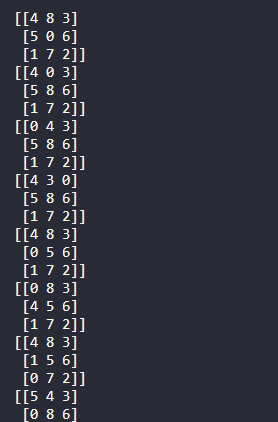 [[4 8 3]
[5 0 6]
[1 7 2]]
[[4 0 3]
[5 8 6]
[1 7 2]]
[[0 4 3]
[5 8 6]
[1 7 2]]
[[4 3 0]
[5 8 6]
[1 7 2]]
[[4 8 3]
[0 5 6]
[1 7 2]]
[[0 8 3]
[4 5 6]
[1 7 2]]
[[4 8 3]
[1 5 6]
[0 7 2]]
[[5 4 3]
[0 8 6]